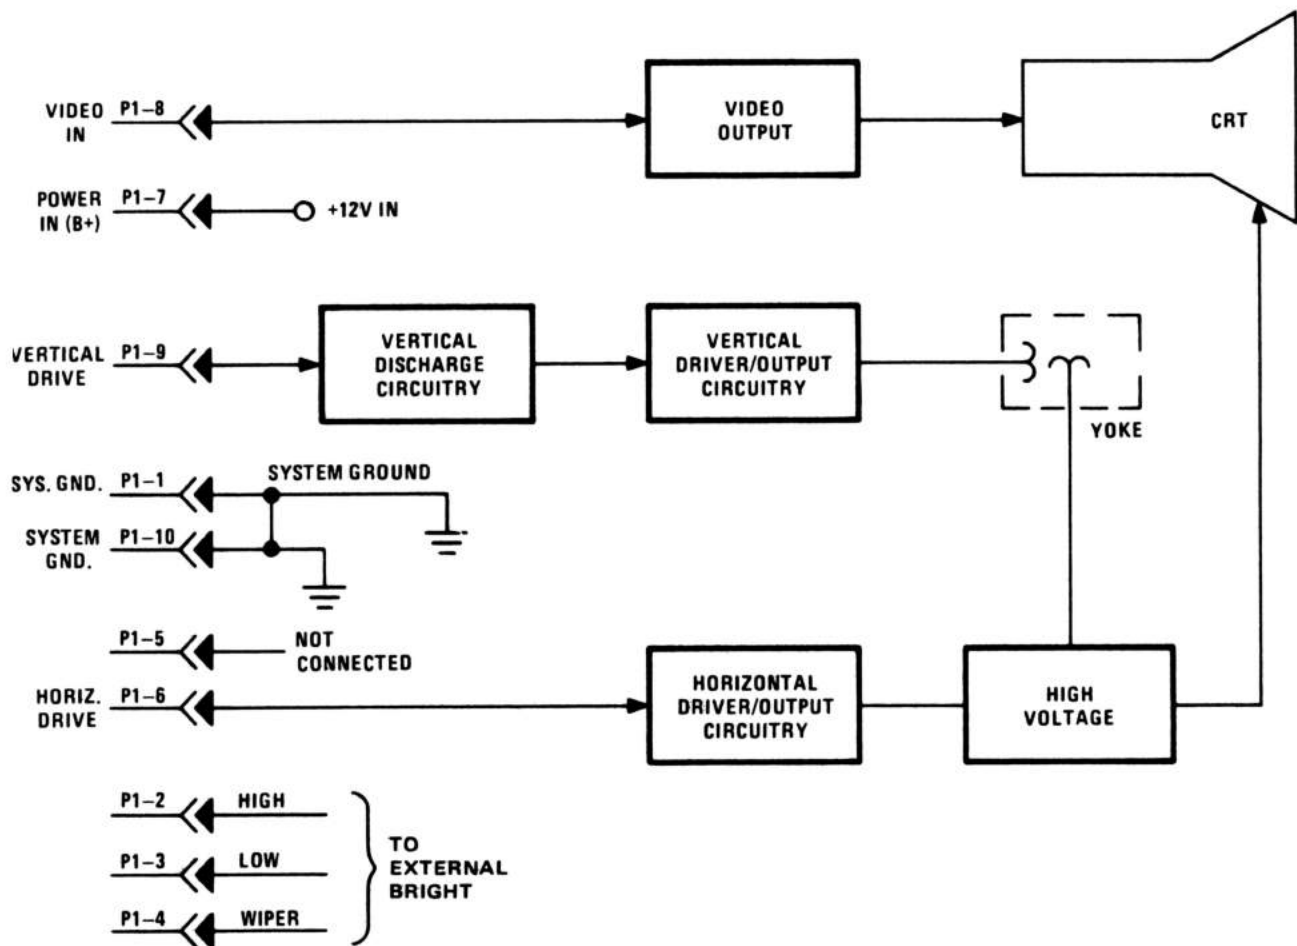 VIDEO
IN
P1-8
VIDEO
OUTPUT
CRT
POWER
IN (B+)
P1-7
+12V IN
VERTICAL
DRIVE
P1-9
VERTICAL
DISCHARGE
CIRCUITRY
VERTICAL
DRIVER/OUTPUT
CIRCUITRY
YOKE
SYS. GND.
P1-1
SYSTEM GROUND
SYSTEM
GND.
P1-10
P1-5
NOT
CONNECTED
HORIZ.
DRIVE
P1-6
HORIZONTAL
DRIVER/OUTPUT
CIRCUITRY
HIGH
VOLTAGE
P1-2
HIGH
P1-3
LOW
P1-4
WIPER
TO
EXTERNAL
BRIGHT